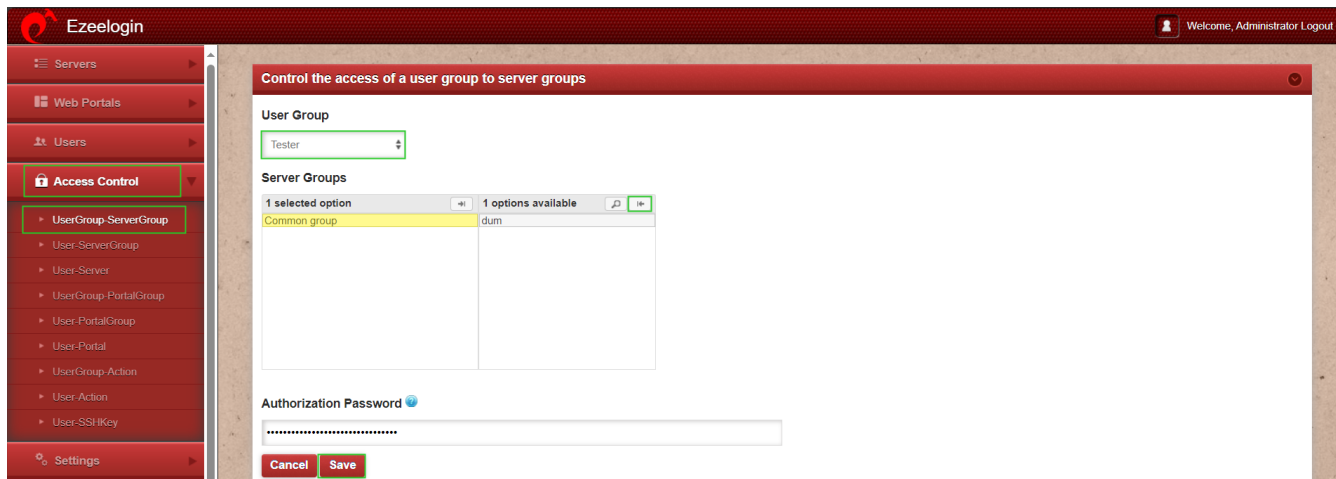 Ezeelogin
Welcome, Administrator Logout
Servers
Web Portals
Users
Access Control
UserGroup-ServerGroup
User-ServerGroup
User-Server
UserGroup-PortalGroup
User-PortalGroup
User-Portal
UserGroup-Action
User-Action
User-SSHKey
Settings
Control the access of a user group to server groups
User Group
Tester
Server Groups
1 selected option
1 options available
Common group
dum
Authorization Password
Cancel Save